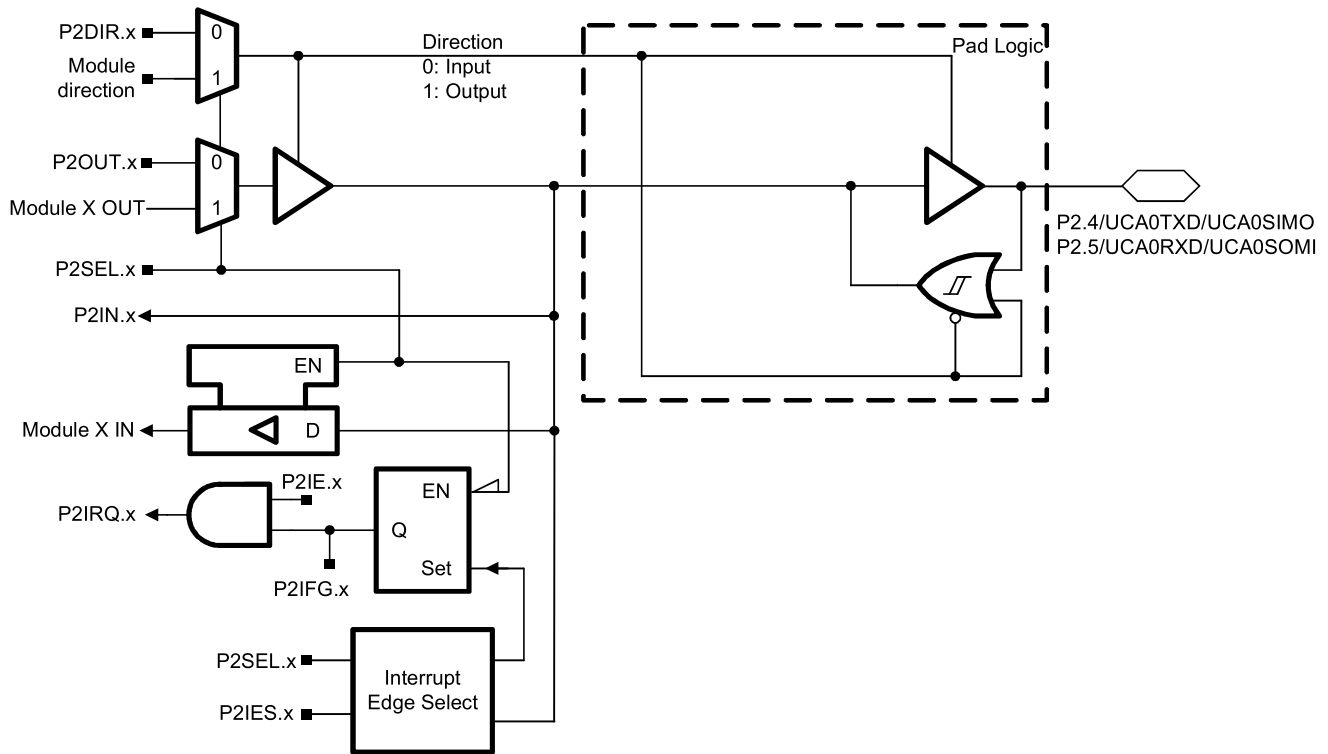 P2DIR.x
0
Module
direction
1
Direction
0: Input
1: Output
Pad Logic
P2OUT.x
0
Module X OUT
1
P2.4/UCA0TXD/UCA0SIMO
P2.5/UCA0RXD/UCA0SOMI
P2SEL.x
P2IN.x
EN
Module X IN
D
P2IE.x
EN
P2IRQ.x
Q
Set
P2IFG.x
P2SEL.x
Interrupt
Edge Select
P2IES.x